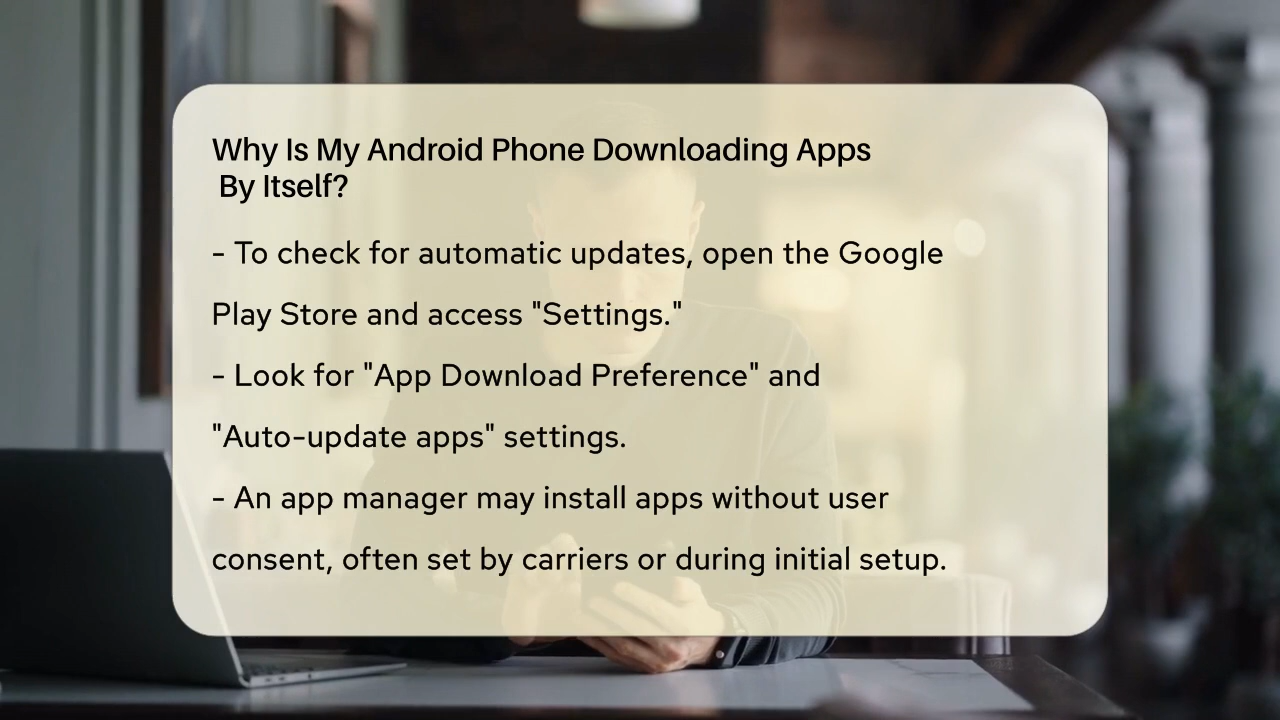 Why Is My Android Phone Downloading Apps
By Itself?
- To check for automatic updates, open the Google
Play Store and access "Settings."
- Look for "App Download Preference" and
"Auto-update apps" settings.
- An app manager may install apps without user
consent, often set by carriers or during initial setup.